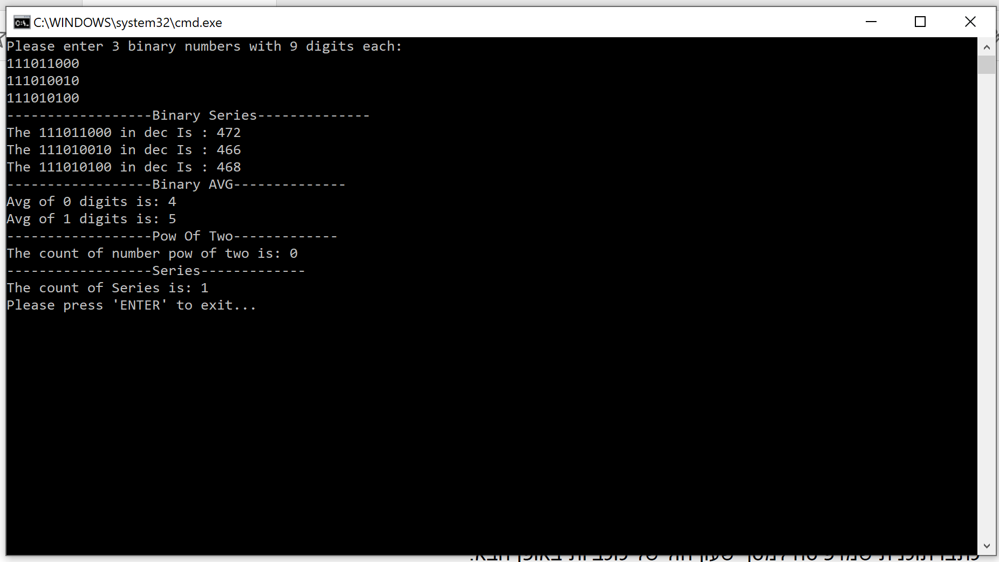 C:\WINDOWS\system32\cmd.exe
Please enter 3 binary numbers with 9 digits each:
111011000
111010010
111010100
------------------Binary Series--------------
The 111011000 in dec Is : 472
The 111010010 in dec Is : 466
The 111010100 in dec Is : 468
------------------Binary AVG--------------
Avg of 0 digits is: 4
Avg of 1 digits is: 5
------------------Pow Of Two-------------
The count of number pow of two is: 0
------------------Series-------------
The count of Series is: 1
Please press 'ENTER' to exit...